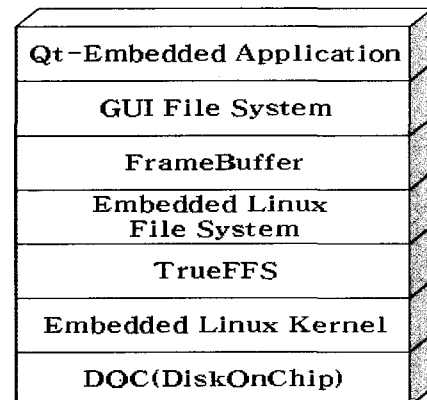 Qt-Embedded Application
GUI File System
FrameBuffer
Embedded Linux
File System
TrueFFS
Embedded Linux Kernel
DOC(DiskOnChip)